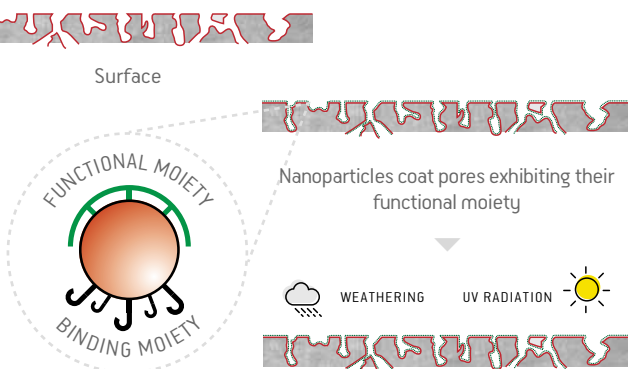 Surface
FUNCTIONAL MOIETY
BINDING MOIETY
Nanoparticles coat pores exhibiting their
functional moiety
WEATHERING
UV RADIATION